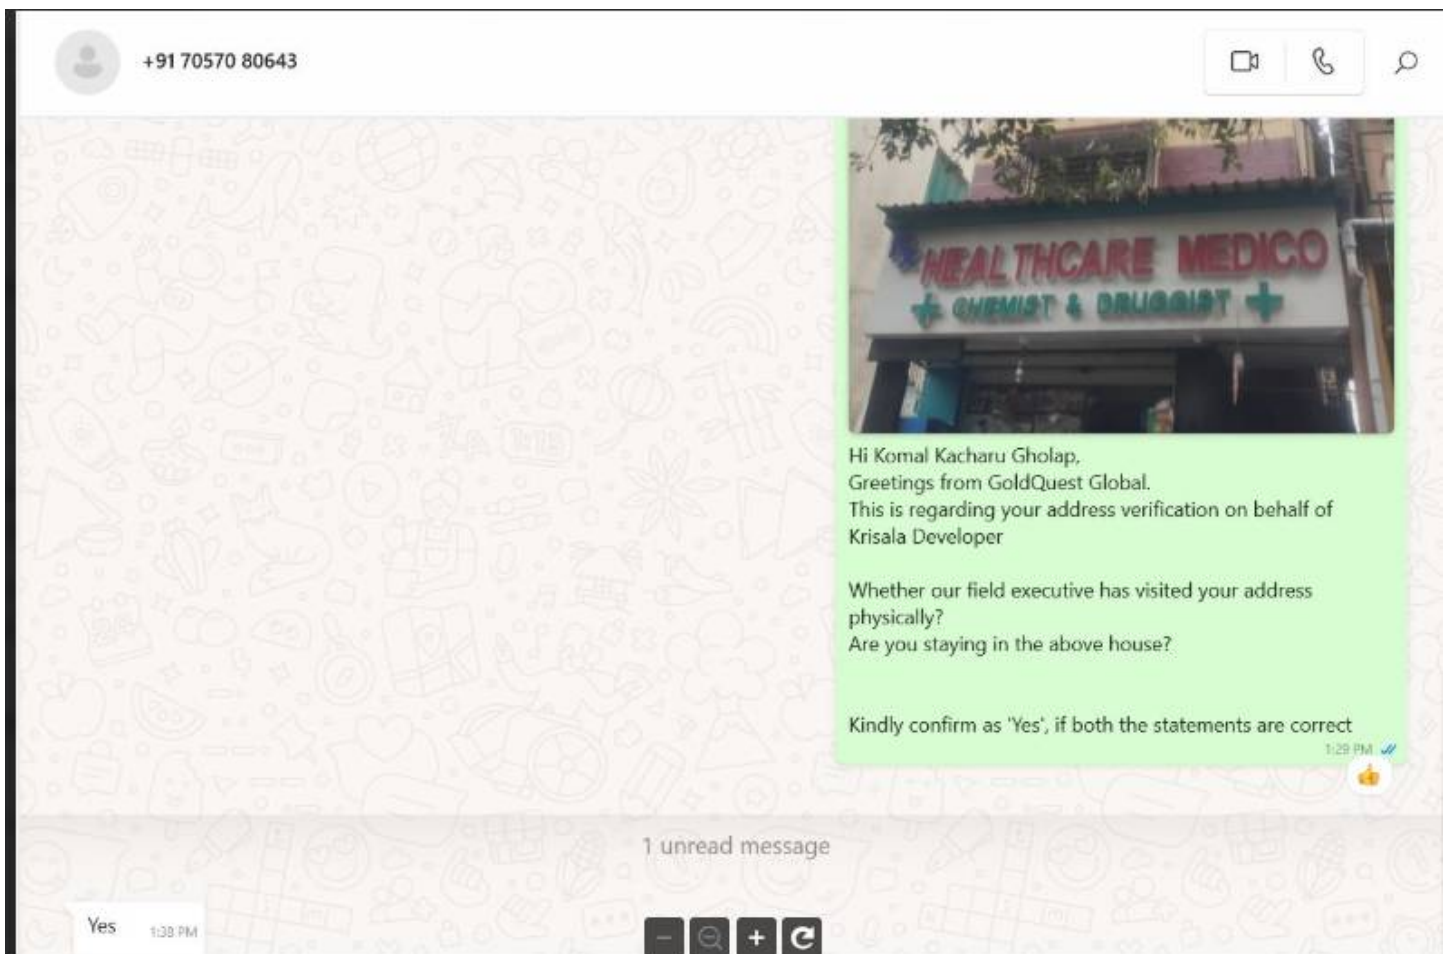 +91 70570 80643
HEALTHCARE MEDICO
CHEMIST & DRUGGIST
Hi Komal Kacharu Gholap,
Greetings from GoldQuest Global.
This is regarding your address verification on behalf of
Krisala Developer
Whether our field executive has visited your address
physically?
Are you staying in the above house?
Kindly confirm as 'Yes', if both the statements are correct
1:29 PM
1 unread message
Yes
1:38 PM